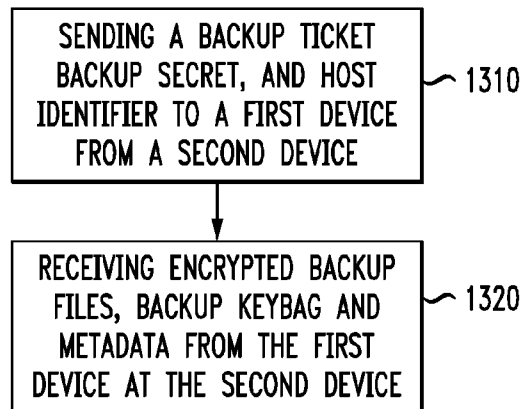 SENDING A BACKUP TICKET
BACKUP SECRET, AND HOST
IDENTIFIER TO A FIRST DEVICE
FROM A SECOND DEVICE
1310
RECEIVING ENCRYPTED BACKUP
FILES, BACKUP KEYBAG AND
METADATA FROM THE FIRST
DEVICE AT THE SECOND DEVICE
1320